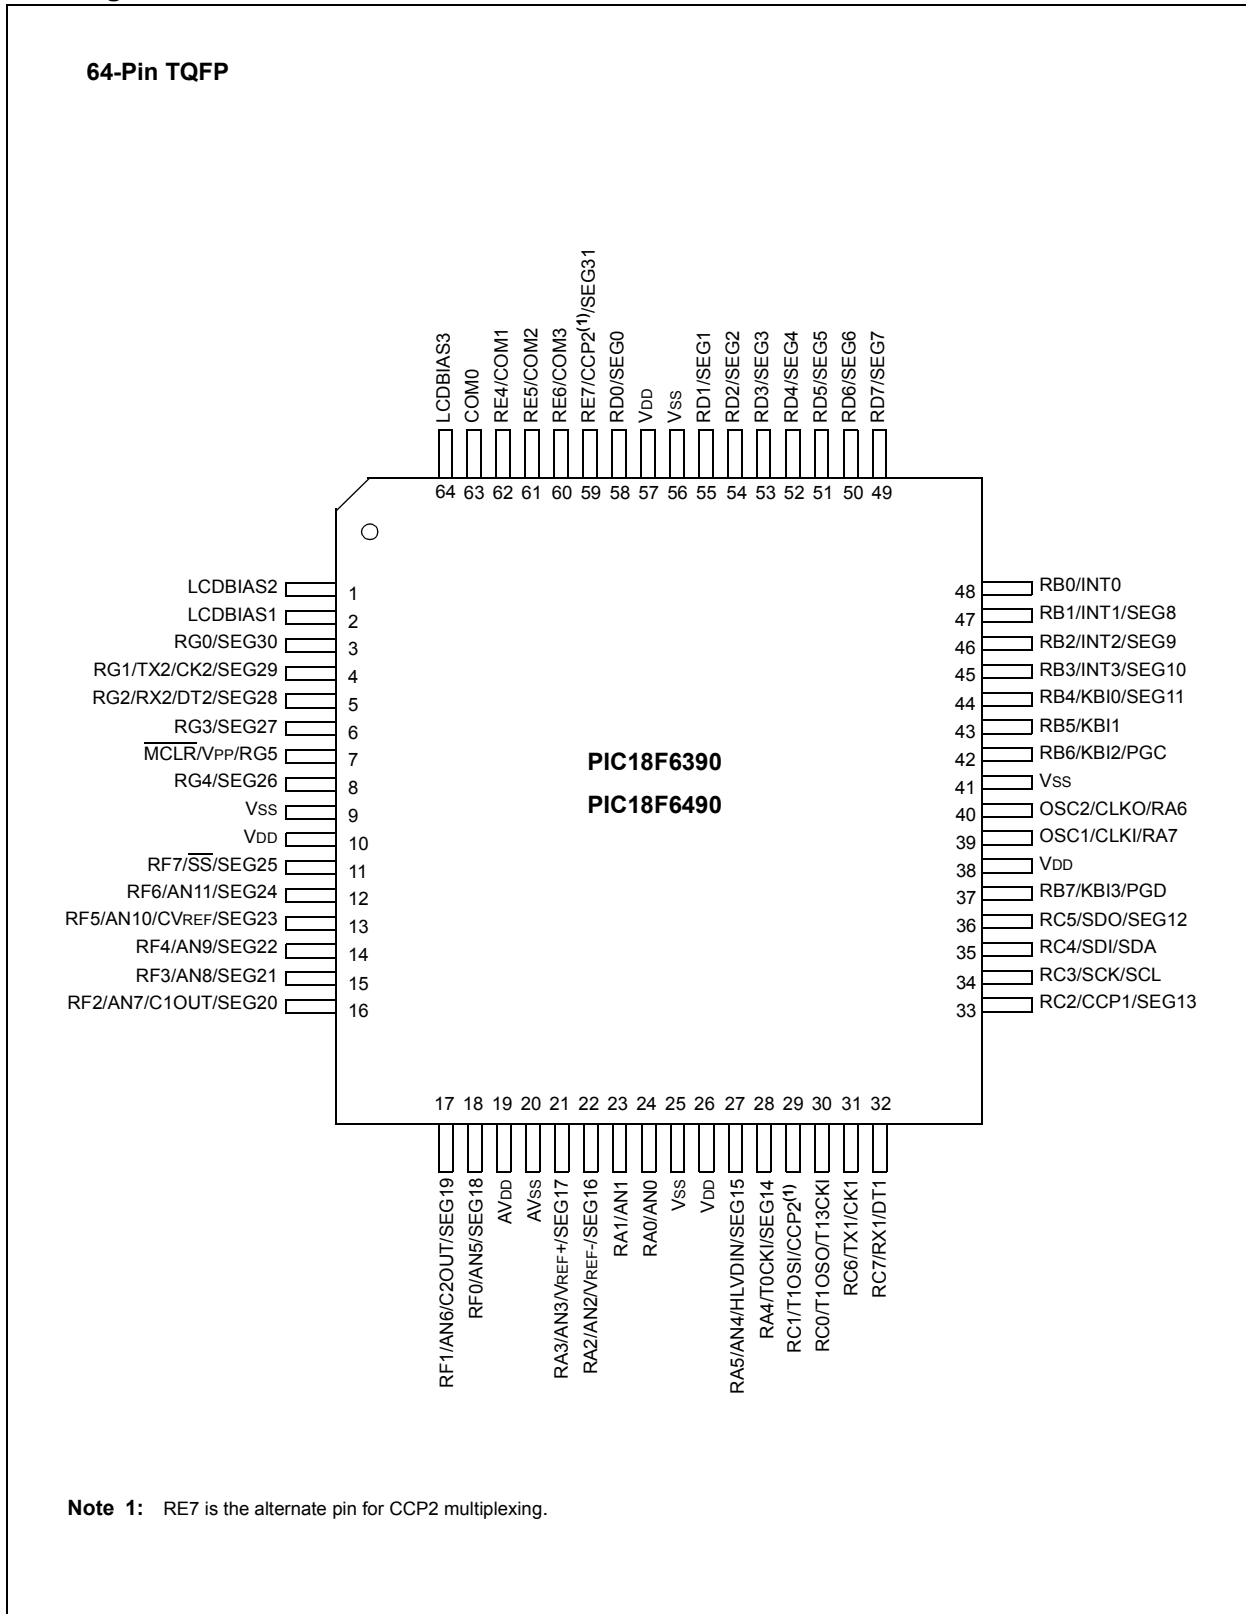 64-Pin TQFP
LCDBIAS3
COM0
RE4/COM1
RE5/COM2
RE6/COM3
RE7/CCP2(1)/SEG31
RD0/SEG0
VDD
VSS
RD1/SEG1
RD2/SEG2
RD3/SEG3
RD4/SEG4
RD5/SEG5
RD6/SEG6
RD7/SEG7
64 63 62 61 60 59 58 57 56 55 54 53 52 51 50 49
LCDBIAS2 1
LCDBIAS1 2
RG0/SEG30 3
RG1/TX2/CK2/SEG29 4
RG2/RX2/DT2/SEG28 5
RG3/SEG27 6
MCLR/VPP/RG5 7
RG4/SEG26 8
VSS 9
VDD 10
RF7/SS/SEG25 11
RF6/AN11/SEG24 12
RF5/AN10/CVREF/SEG23 13
RF4/AN9/SEG22 14
RF3/AN8/SEG21 15
RF2/AN7/C1OUT/SEG20 16
PIC18F6390
PIC18F6490
48 RB0/INT0
47 RB1/INT1/SEG8
46 RB2/INT2/SEG9
45 RB3/INT3/SEG10
44 RB4/KBI0/SEG11
43 RB5/KBI1
42 RB6/KBI2/PGC
41 VSS
40 OSC2/CLKO/RA6
39 OSC1/CLKI/RA7
38 VDD
37 RB7/KBI3/PGD
36 RC5/SDO/SEG12
35 RC4/SDI/SDA
34 RC3/SCK/SCL
33 RC2/CCP1/SEG13
17 18 19 20 21 22 23 24 25 26 27 28 29 30 31 32
RF1/AN6/C2OUT/SEG19
RF0/AN5/SEG18
AVDD
AVSS
RA3/AN3/VREF+/SEG17
RA2/AN2/VREF-/SEG16
RA1/AN1
RA0/AN0
VSS
VDD
RA5/AN4/HLVDIN/SEG15
RA4/T0CKI/SEG14
RC1/T1OSI/CCP2(1)
RC0/T1OSO/T13CKI
RC6/TX1/CK1
RC7/RX1/DT1
Note 1: RE7 is the alternate pin for CCP2 multiplexing.